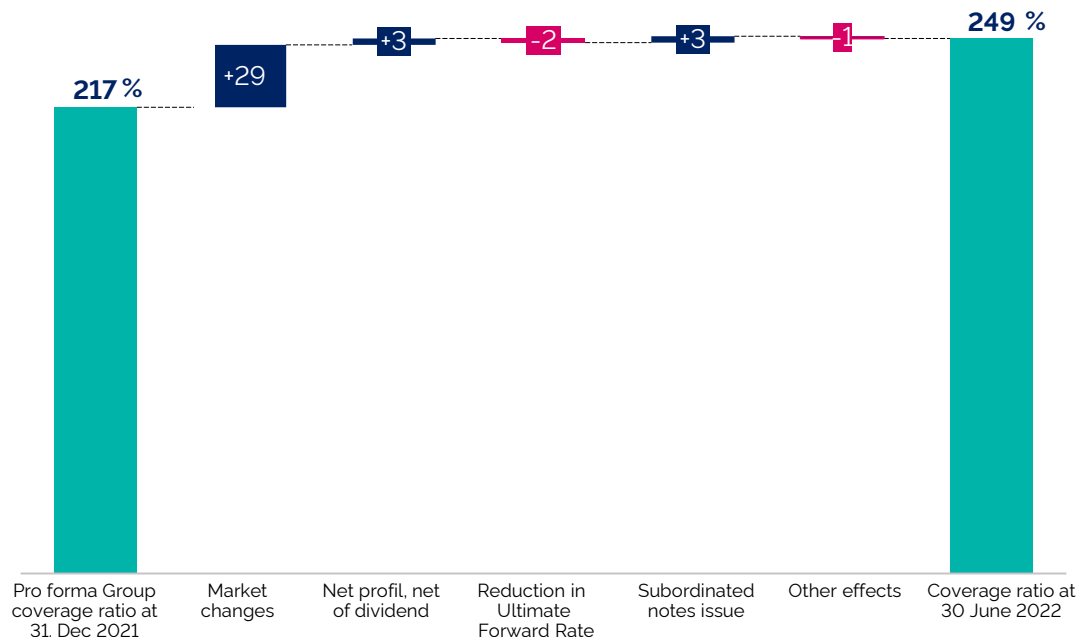 217 %
+29
+3
-2
+3
-1
249 %
Pro forma Group
coverage ratio at
31. Dec 2021
Market
changes
Net profil, net
of dividend
Reduction in
Ultimate
Forward Rate
Subordinated
notes issue
Other effects
Coverage ratio at
30 June 2022